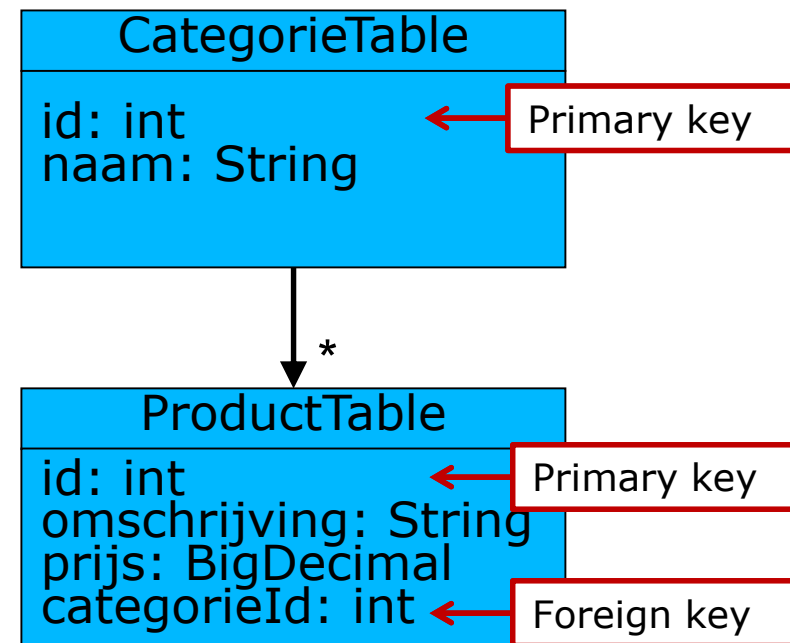 CategorieTable
id: int
Primary key
naam: String
*
ProductTable
id: int
Primary key
omschrijving: String
prijs: BigDecimal
categorieId: int
Foreign key